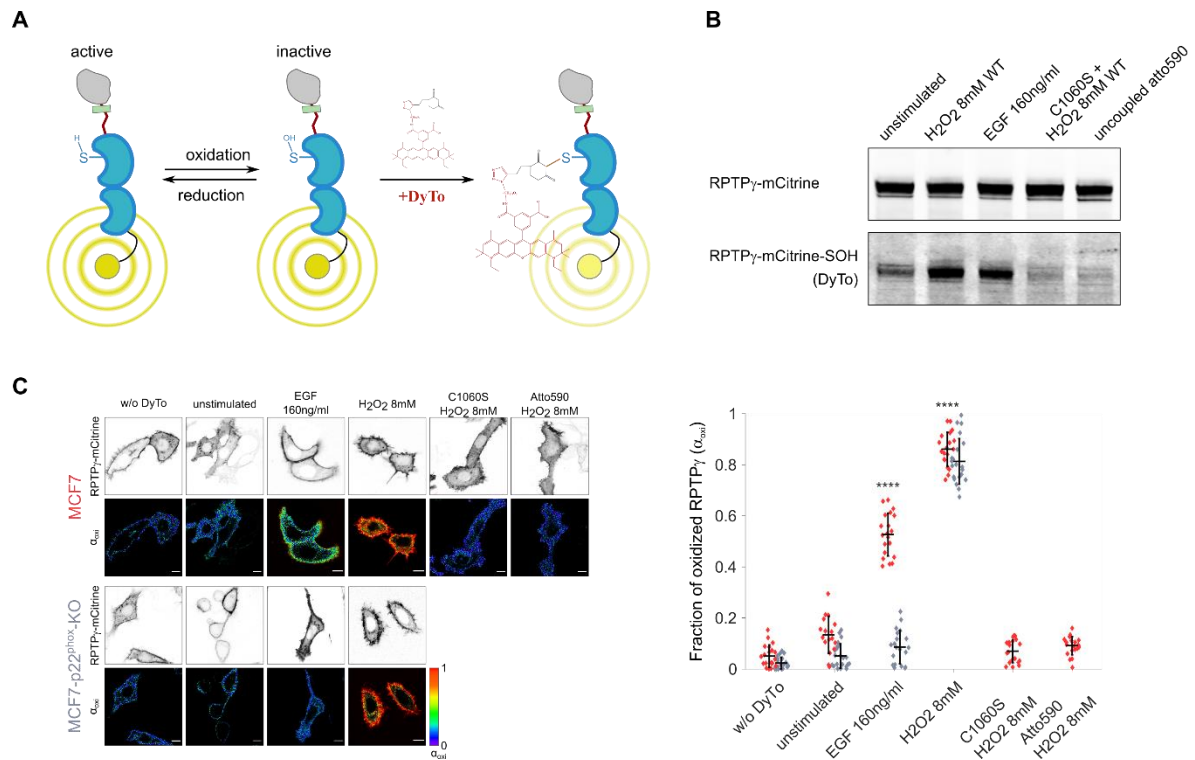 A
active
inactive
H
S
oxidation
reduction
OH
S
+DyTo
S
B
unstimulated
H2O2 8mM WT
EGF 160ng/ml
C1060S +
H2O2 8mM WT
uncoupled atto590
RPTPγ-mCitrine
RPTPγ-mCitrine-SOH
(DyTo)
C
w/o DyTo
unstimulated
EGF
160ng/ml
H₂O₂ 8mM
C1060S
H2O2 8mM
Atto590
H2O2 8mM
MCF7
RPTPγ-mCitrine
αoxi
MCF7-p22phox-KO
RPTPγ-mCitrine
αoxi
1
0
αoxi
Fraction of oxidized RPTPγ (αoxi)
1
0.8
0.6
0.4
0.2
0
****
****
w/o DyTo
unstimulated
EGF 160ng/ml
H2O2 8mM
C1060S
H2O2 8mM
Atto590
H2O2 8mM